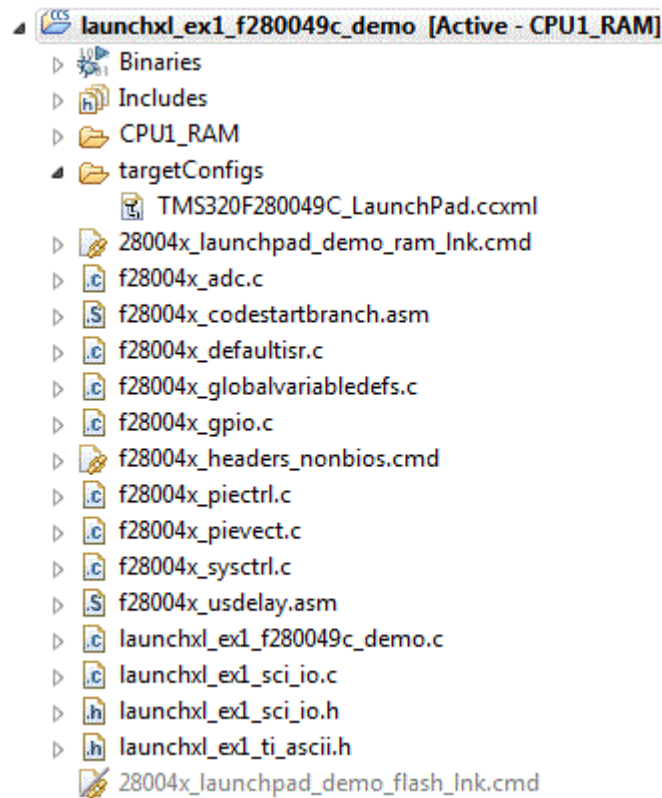 launchxl_ex1_f280049c_demo [Active - CPU1_RAM]
Binaries
Includes
CPU1_RAM
targetConfigs
TMS320F280049C_LaunchPad.ccxml
28004x_launchpad_demo_ram_lnk.cmd
f28004x_adc.c
f28004x_codestartbranch.asm
f28004x_defaultisr.c
f28004x_globalvariabledefs.c
f28004x_gpio.c
f28004x_headers_nonbios.cmd
f28004x_piectrl.c
f28004x_pievect.c
f28004x_sysctrl.c
f28004x_usdelay.asm
launchxl_ex1_f280049c_demo.c
launchxl_ex1_sci_io.c
launchxl_ex1_sci_io.h
launchxl_ex1_ti_ascii.h
28004x_launchpad_demo_flash_lnk.cmd